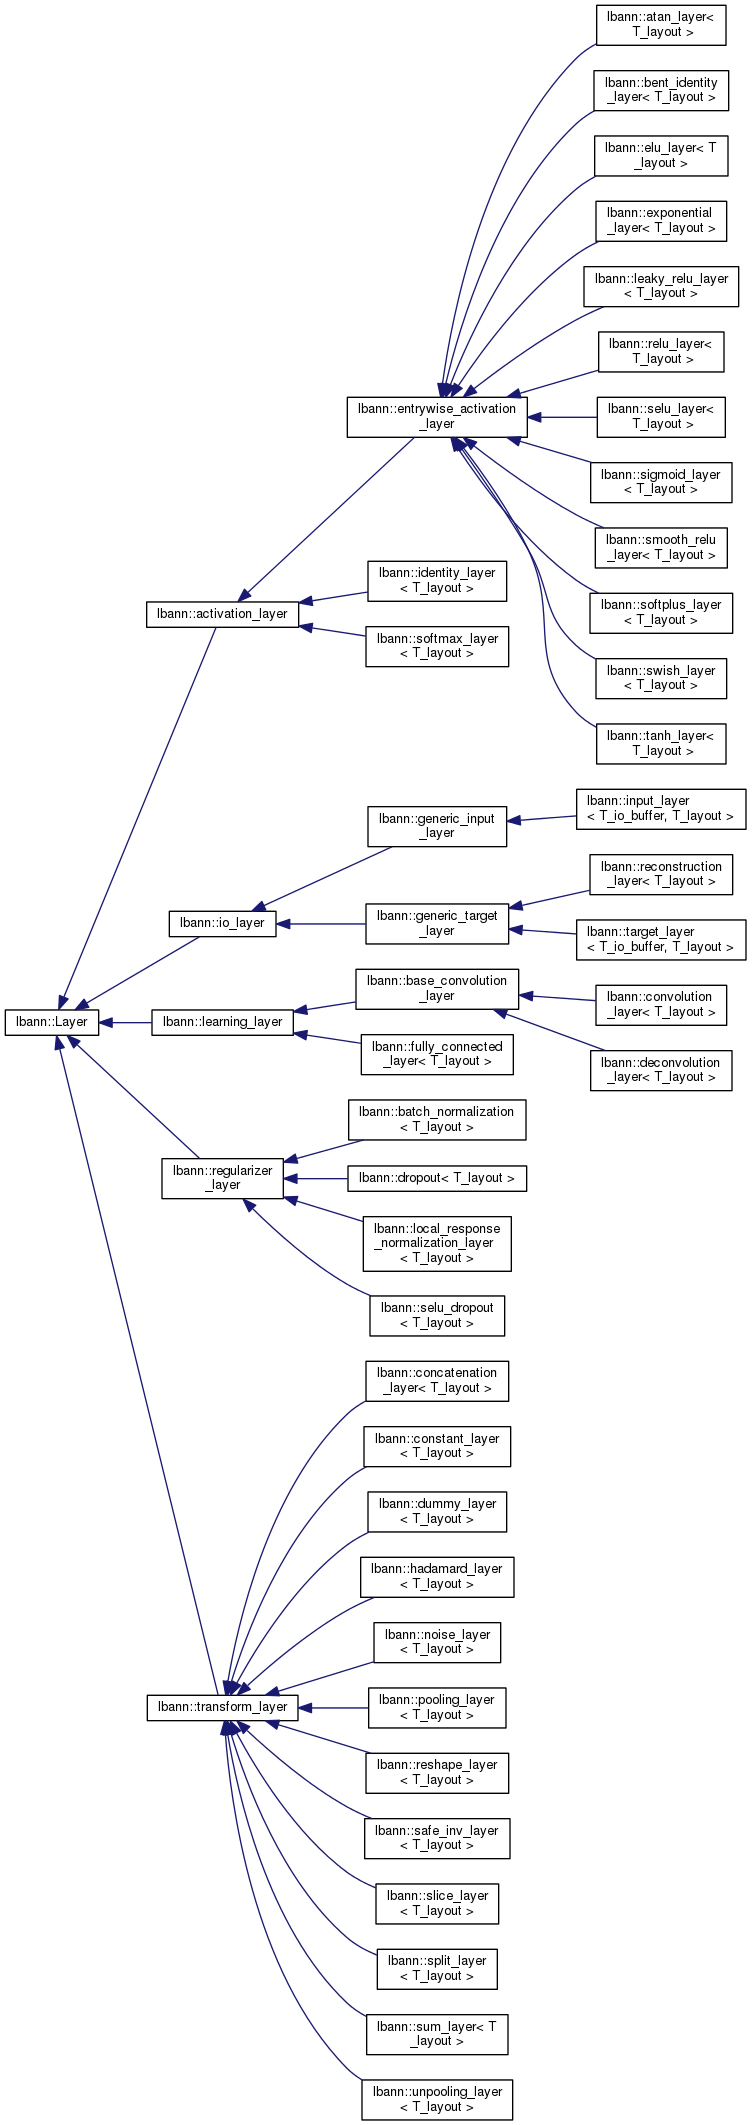 lbann::atan_layer<
T_layout >
lbann::bent_identity
_layer< T_layout >
lbann::elu_layer< T
_layout >
lbann::exponential
_layer< T_layout >
lbann::leaky_relu_layer
< T_layout >
lbann::relu_layer<
T_layout >
lbann::entrywise_activation
_layer
lbann::selu_layer<
T_layout >
lbann::sigmoid_layer
< T_layout >
lbann::smooth_relu
_layer< T_layout >
lbann::identity_layer
< T_layout >
lbann::activation_layer
lbann::softplus_layer
< T_layout >
lbann::softmax_layer
< T_layout >
lbann::swish_layer
< T_layout >
lbann::tanh_layer<
T_layout >
lbann::generic_input
_layer
lbann::input_layer
< T_io_buffer, T_layout >
lbann::reconstruction
_layer< T_layout >
lbann::io_layer
lbann::generic_target
_layer
lbann::target_layer
< T_io_buffer, T_layout >
lbann::base_convolution
_layer
lbann::convolution
_layer< T_layout >
lbann::Layer
lbann::learning_layer
lbann::fully_connected
_layer< T_layout >
lbann::deconvolution
_layer< T_layout >
lbann::batch_normalization
< T_layout >
lbann::regularizer
_layer
lbann::dropout< T_layout >
lbann::local_response
_normalization_layer
< T_layout >
lbann::selu_dropout
< T_layout >
lbann::concatenation
_layer< T_layout >
lbann::constant_layer
< T_layout >
lbann::dummy_layer
< T_layout >
lbann::hadamard_layer
< T_layout >
lbann::noise_layer
< T_layout >
lbann::transform_layer
lbann::pooling_layer
< T_layout >
lbann::reshape_layer
< T_layout >
lbann::safe_inv_layer
< T_layout >
lbann::slice_layer
< T_layout >
lbann::split_layer
< T_layout >
lbann::sum_layer< T
_layout >
lbann::unpooling_layer
< T_layout >